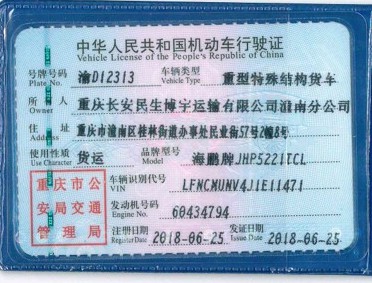 中华人民共和国机动车行驶证
Vehicle License of the People's Republic of China
号牌号码 渝D12313 车辆类型 重型特殊结构货车
Plate No. Vehicle Type
所有人 重庆长安民生博宇运输有限公司潼南分公司
Owner
住址 重庆市潼南区桂林街道办事处民业街57号2幢8号
Address
使用性质 货运 品牌型号 海鹏牌JHP5221TCL
Use Character Model
重庆市公安局交通管理局
车辆识别代号 LFNCMUNV4J1E11471
VIN
发动机号码 60434794
Engine No.
注册日期 2018-06-25 发证日期 2018-06-25
Register Date Issue Date